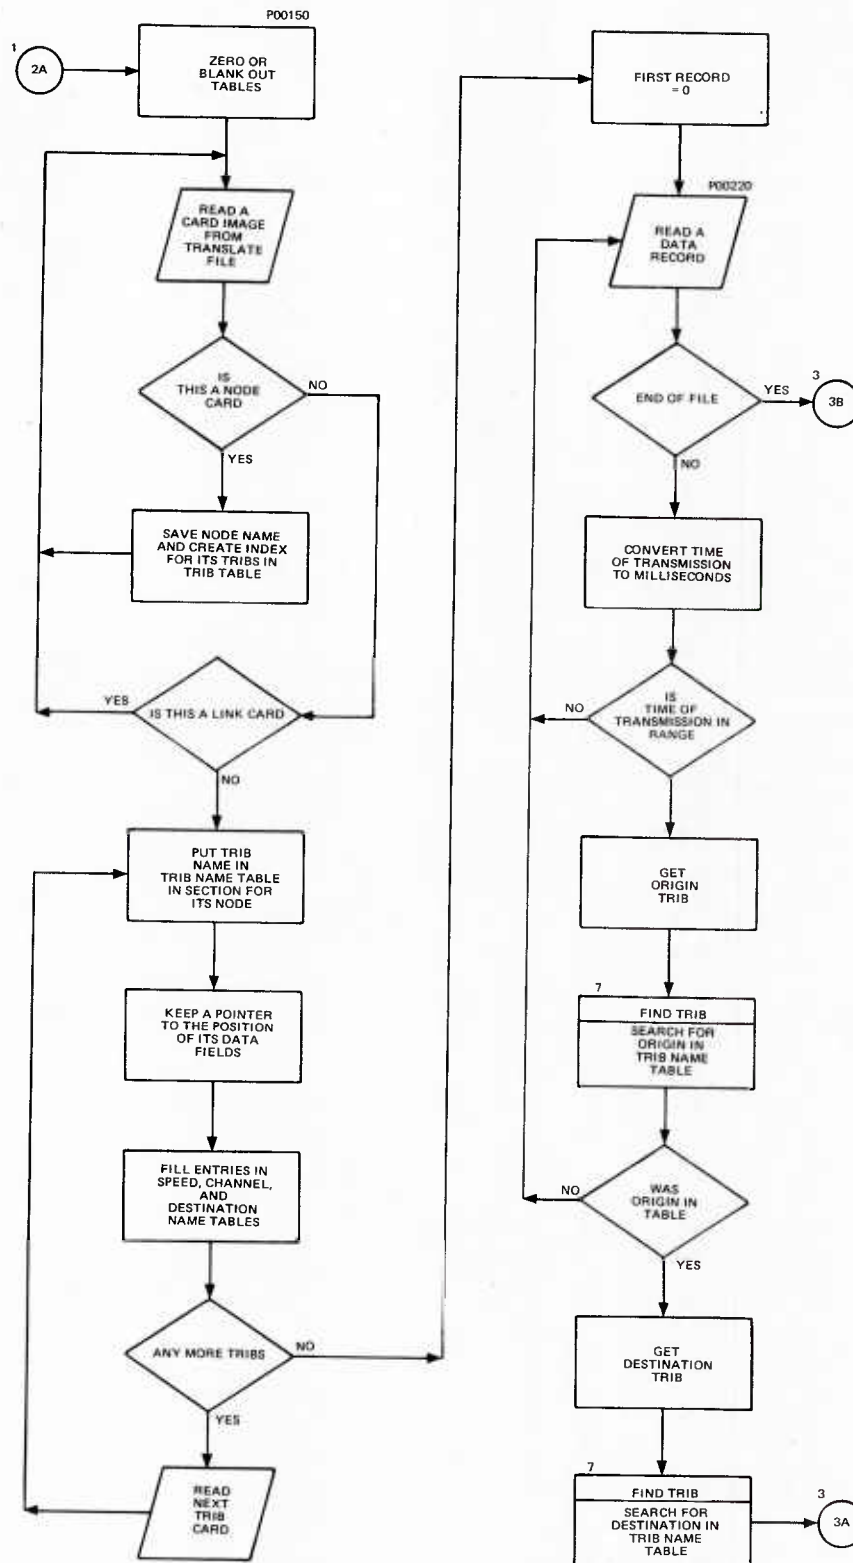 P00150
1
2A
ZERO OR
BLANK OUT
TABLES
READ A
CARD IMAGE
FROM
TRANSLATE
FILE
IS
THIS A NODE
CARD
NO
YES
SAVE NODE NAME
AND CREATE INDEX
FOR ITS TRIBS IN
TRIB TABLE
YES
IS THIS A LINK CARD
NO
PUT TRIB
NAME IN
TRIB NAME TABLE
IN SECTION FOR
ITS NODE
KEEP A POINTER
TO THE POSITION
OF ITS DATA
FIELDS
FILL ENTRIES IN
SPEED, CHANNEL,
AND
DESTINATION
NAME TABLES
ANY MORE TRIBS
NO
YES
READ
NEXT
TRIB
CARD
FIRST RECORD
= 0
P00220
READ A
DATA
RECORD
END OF FILE
YES
3
3B
NO
CONVERT TIME
OF TRANSMISSION
TO MILLISECONDS
IS
TIME OF
TRANSMISSION IN
RANGE
NO
GET
ORIGIN
TRIB
7
FIND TRIB
SEARCH FOR
ORIGIN IN
TRIB NAME
TABLE
WAS
ORIGIN IN
TABLE
NO
YES
GET
DESTINATION
TRIB
7
FIND TRIB
SEARCH FOR
DESTINATION IN
TRIB NAME
TABLE
3
3A